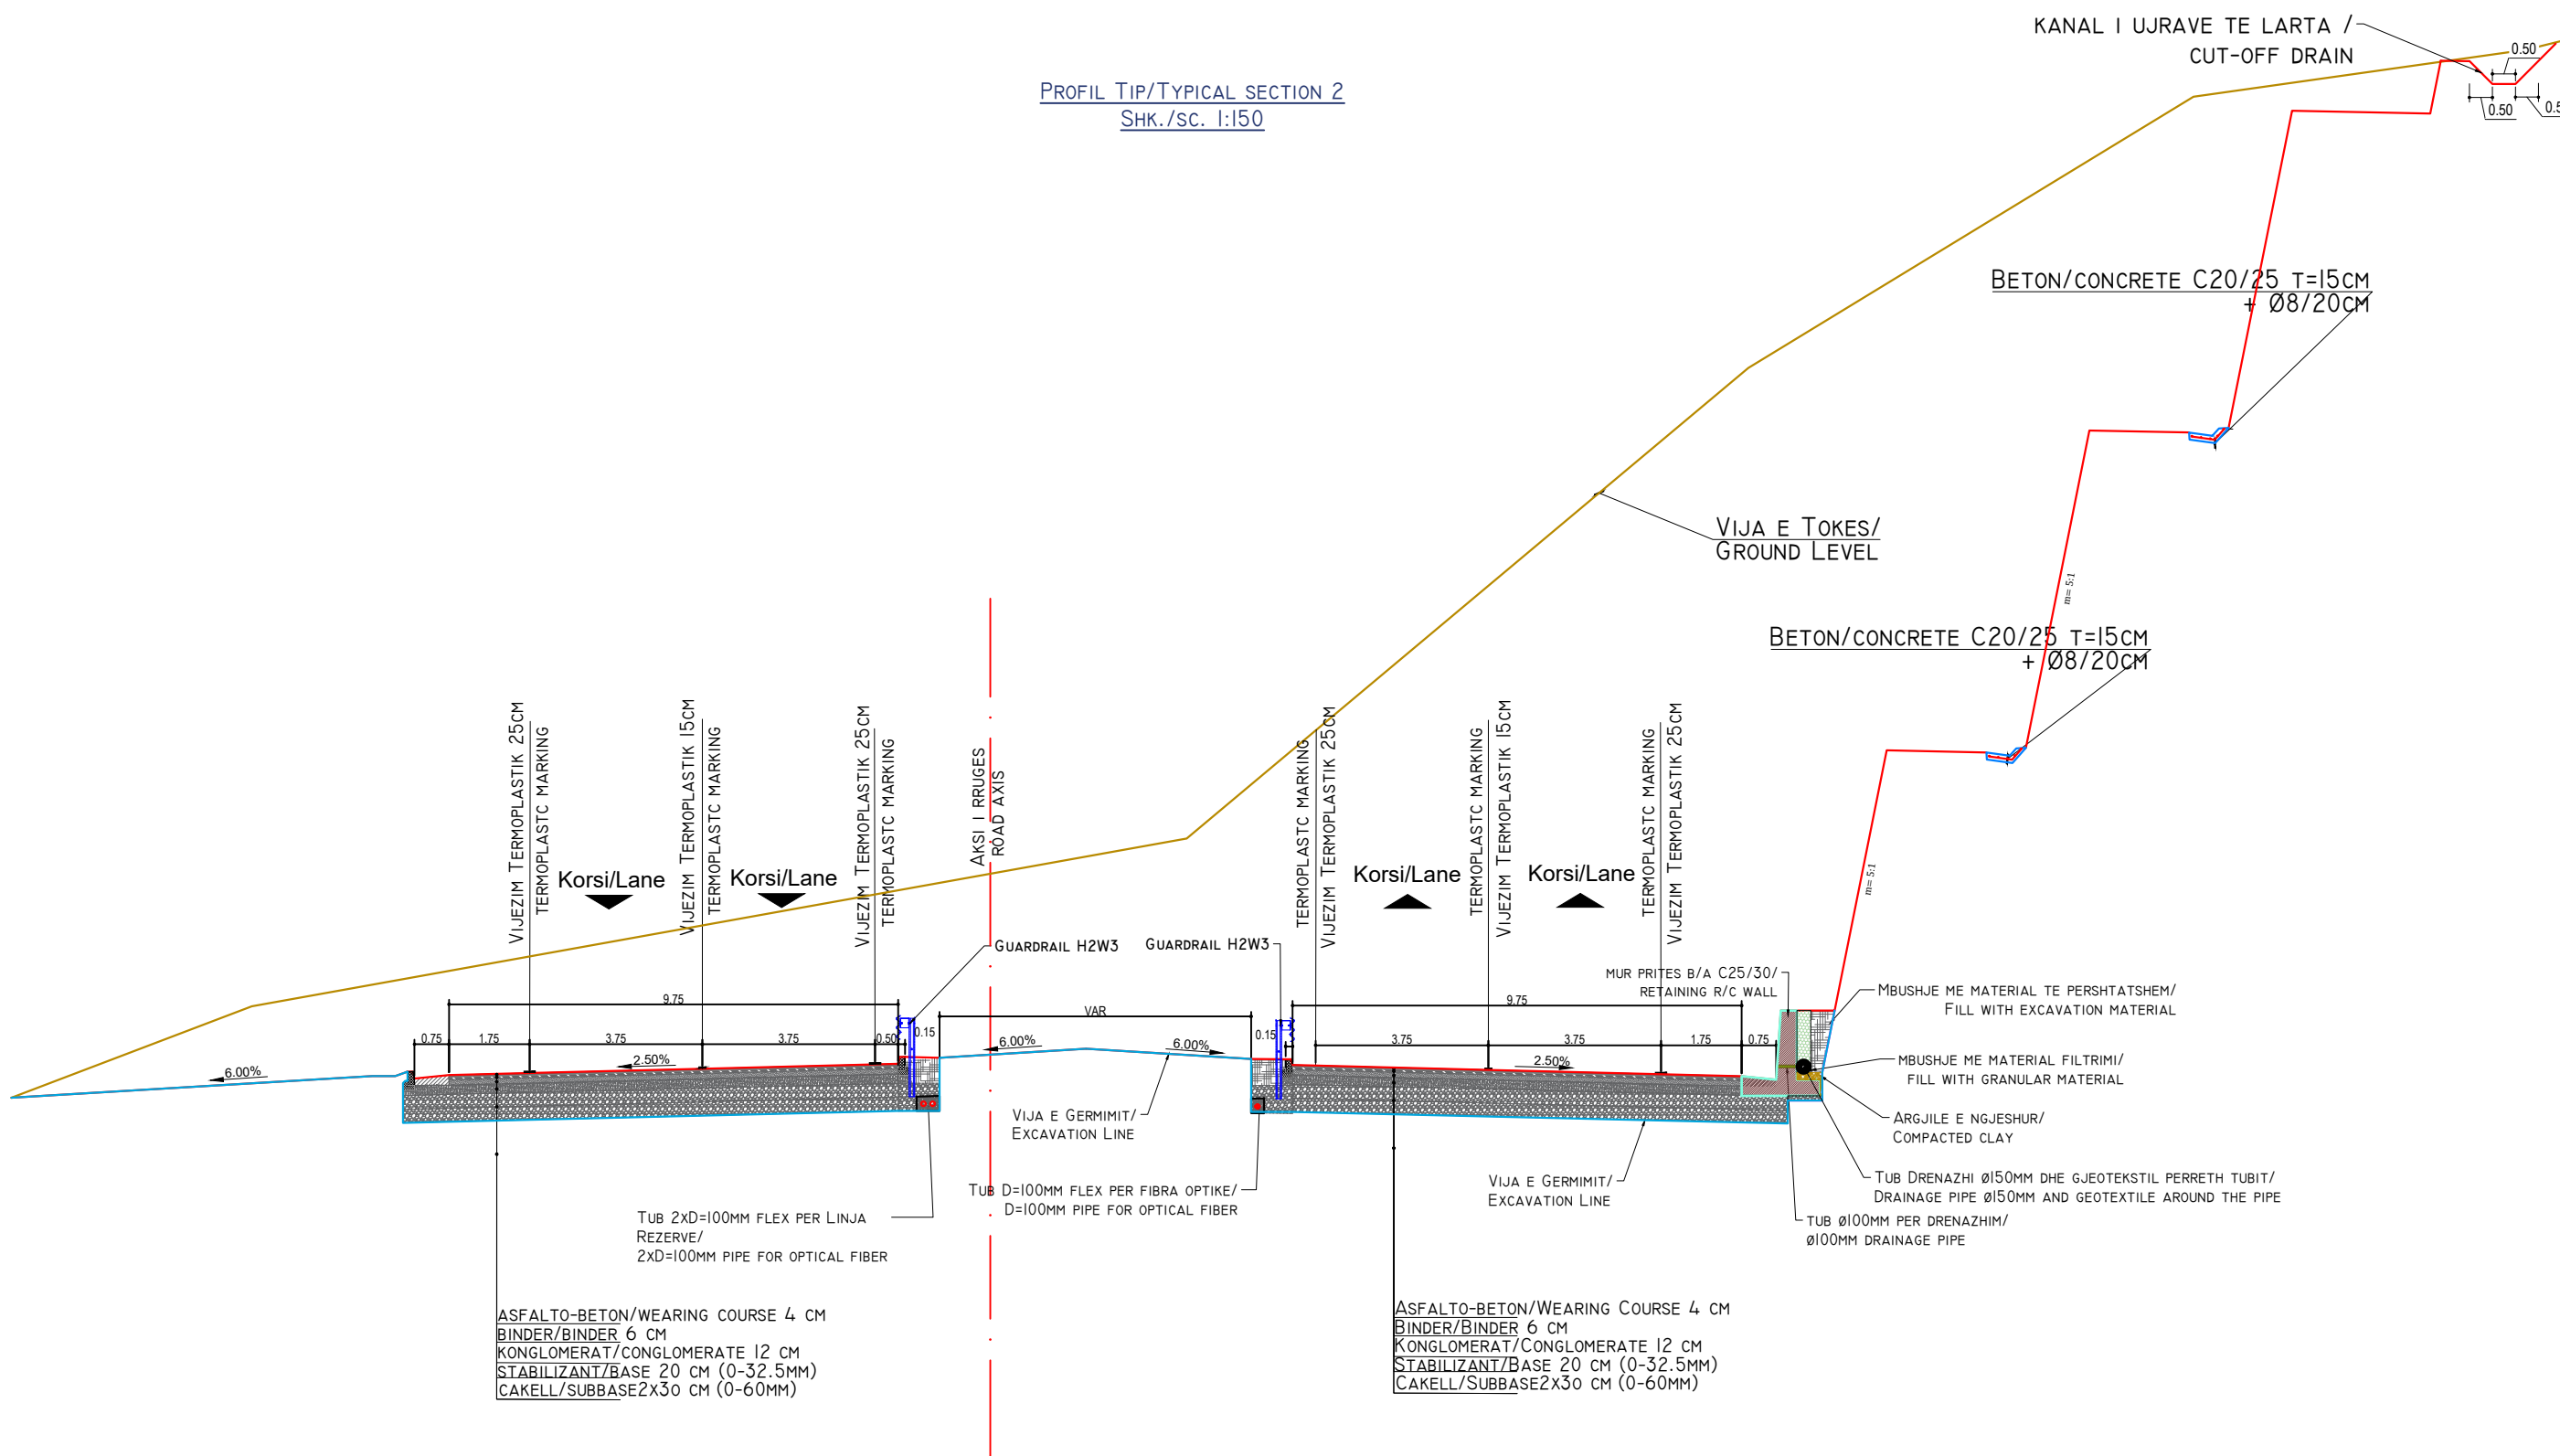 KANAL I UJRAVE TE LARTA /
CUT-OFF DRAIN
0.50
0.50
PROFIL TIP/TYPICAL SECTION 2
SHK./SC. 1:150
BETON/CONCRETE C20/25 T=15CM
+ Ø8/20CM
VIJA E TOKES/
GROUND LEVEL
m= 5:1
BETON/CONCRETE C20/25 T=15CM
+ Ø8/20CM
m= 5:1
VIJEZIM TERMOPLASTIK 25CM
TERMOPLASTC MARKING
VIJEZIM TERMOPLASTIK 15CM
TERMOPLASTC MARKING
VIJEZIM TERMOPLASTIK 25CM
TERMOPLASTC MARKING
AKSI I RRUGES
ROAD AXIS
TERMOPLASTC MARKING
VIJEZIM TERMOPLASTIK 25CM
TERMOPLASTC MARKING
VIJEZIM TERMOPLASTIK 15CM
TERMOPLASTC MARKING
VIJEZIM TERMOPLASTIK 25CM
Korsi/Lane
Korsi/Lane
Korsi/Lane
Korsi/Lane
GUARDRAIL H2W3
GUARDRAIL H2W3
MUR PRITES B/A C25/30/
RETAINING R/C WALL
MBUSHJE ME MATERIAL TE PERSHTATSHEM/
FILL WITH EXCAVATION MATERIAL
9.75
VAR
9.75
0.75
1.75
3.75
3.75
0.50
0.15
0.15
3.75
3.75
1.75
0.75
6.00%
2.50%
6.00%
6.00%
2.50%
MBUSHJE ME MATERIAL FILTRIMI/
FILL WITH GRANULAR MATERIAL
VIJA E GERMIMIT/
EXCAVATION LINE
ARGJILE E NGJESHUR/
COMPACTED CLAY
VIJA E GERMIMIT/
EXCAVATION LINE
TUB DRENAZHI Ø150MM DHE GJEOTEKSTIL PERRETH TUBIT/
DRAINAGE PIPE Ø150MM AND GEOTEXTILE AROUND THE PIPE
TUB D=100MM FLEX PER FIBRA OPTIKE/
D=100MM PIPE FOR OPTICAL FIBER
TUB 2XD=100MM FLEX PER LINJA
REZERVE/
2XD=100MM PIPE FOR OPTICAL FIBER
TUB Ø100MM PER DRENAZHIM/
Ø100MM DRAINAGE PIPE
ASFALTO-BETON/WEARING COURSE 4 CM
BINDER/BINDER 6 CM
KONGLOMERAT/CONGLOMERATE 12 CM
STABILIZANT/BASE 20 CM (0-32.5MM)
CAKELL/SUBBASE2X30 CM (0-60MM)
ASFALTO-BETON/WEARING COURSE 4 CM
BINDER/BINDER 6 CM
KONGLOMERAT/CONGLOMERATE 12 CM
STABILIZANT/BASE 20 CM (0-32.5MM)
CAKELL/SUBBASE2X30 CM (0-60MM)